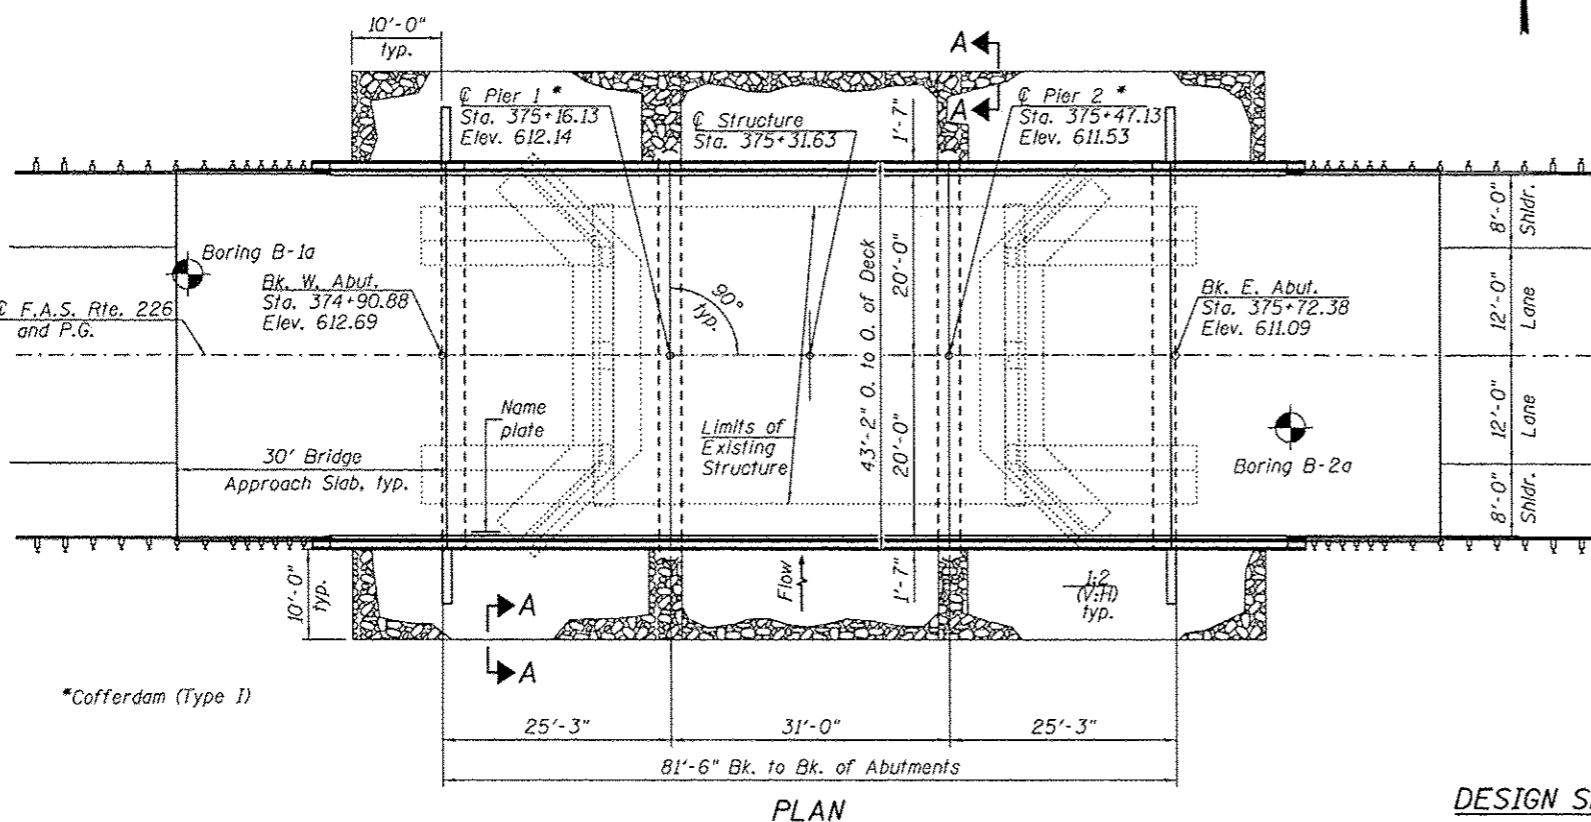 10'-0"
typ.
A
A
℄ Pier 1 *
Sta. 375+16.13
Elev. 612.14
℄ Structure
Sta. 375+31.63
1'-7"
℄ Pier 2 *
Sta. 375+47.13
Elev. 611.53
Boring B-1a
℄ F.A.S. Rte. 226
and P.G.
Bk. W. Abut.
Sta. 374+90.88
Elev. 612.69
90°
typ.
43'-2" O. to O. of Deck
20'-0"
20'-0"
Bk. E. Abut.
Sta. 375+72.38
Elev. 611.09
8'-0"
Shldr.
12'-0"
Lane
12'-0"
Lane
8'-0"
Shldr.
Name
plate
Limits of
Existing
Structure
30' Bridge
Approach Slab, typ.
Boring B-2a
10'-0"
typ.
A
A
Flow
1'-7"
1:2
(V:H)
typ.
*Cofferdam (Type I)
25'-3"
31'-0"
25'-3"
81'-6" Bk. to Bk. of Abutments
PLAN
DESIGN